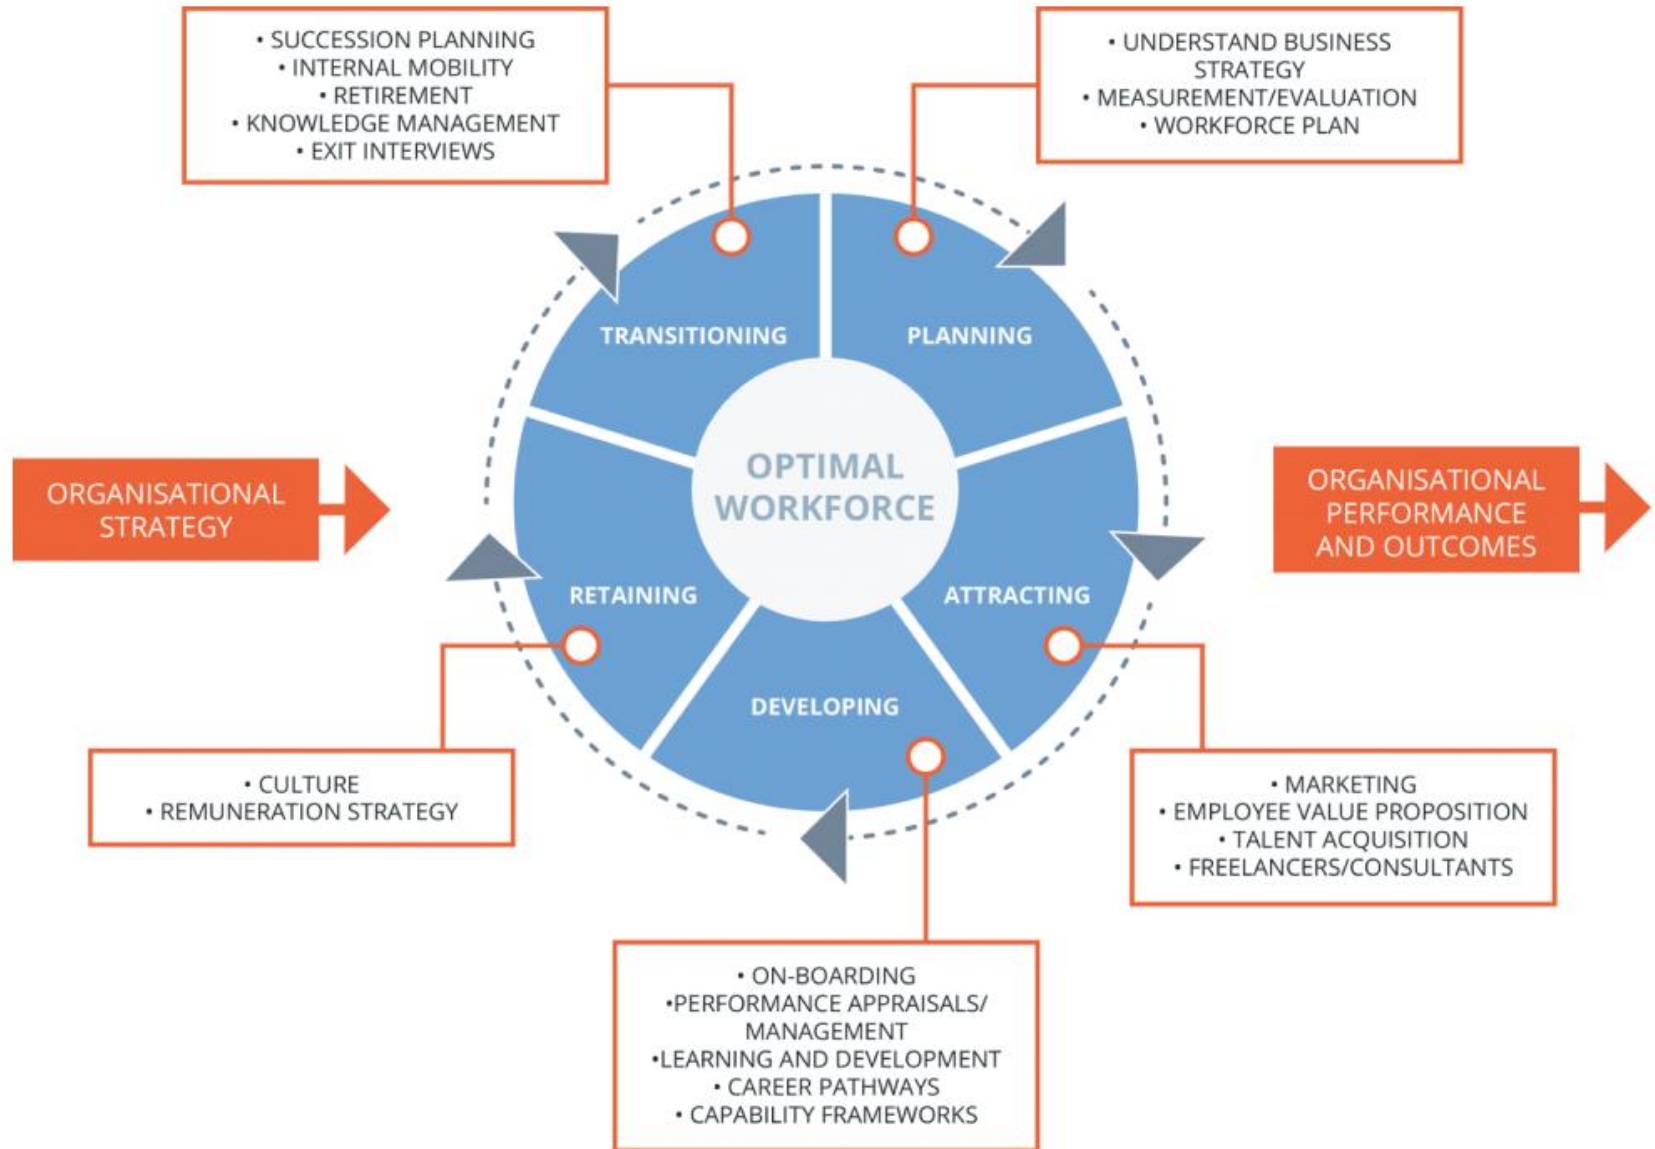 • SUCCESSION PLANNING
• INTERNAL MOBILITY
• RETIREMENT
• KNOWLEDGE MANAGEMENT
• EXIT INTERVIEWS
• UNDERSTAND BUSINESS
STRATEGY
• MEASUREMENT/EVALUATION
• WORKFORCE PLAN
TRANSITIONING
PLANNING
OPTIMAL
WORKFORCE
ORGANISATIONAL
STRATEGY
ORGANISATIONAL
PERFORMANCE
AND OUTCOMES
RETAINING
ATTRACTING
DEVELOPING
• CULTURE
• REMUNERATION STRATEGY
• MARKETING
• EMPLOYEE VALUE PROPOSITION
• TALENT ACQUISITION
• FREELANCERS/CONSULTANTS
• ON-BOARDING
•PERFORMANCE APPRAISALS/
MANAGEMENT
•LEARNING AND DEVELOPMENT
• CAREER PATHWAYS
• CAPABILITY FRAMEWORKS